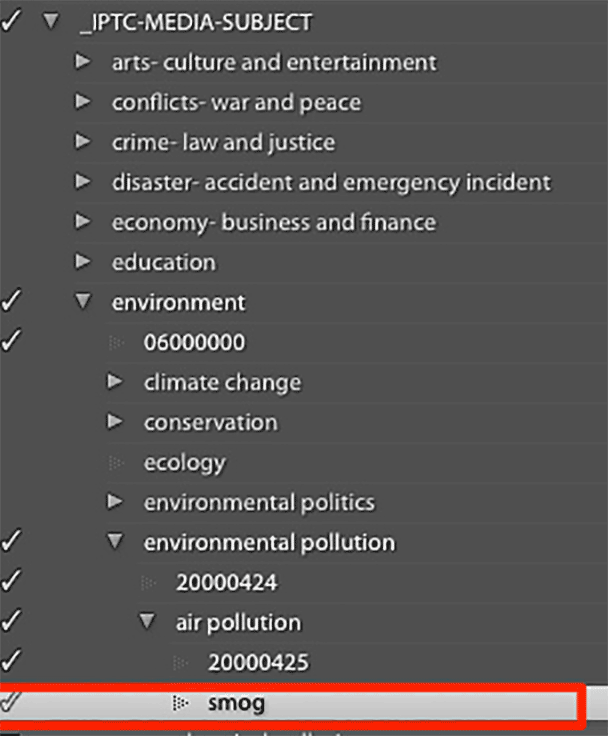 _IPTC-MEDIA-SUBJECT
arts- culture and entertainment
conflicts- war and peace
crime- law and justice
disaster- accident and emergency incident
economy- business and finance
education
environment
06000000
climate change
conservation
ecology
environmental politics
environmental pollution
20000424
air pollution
20000425
smog